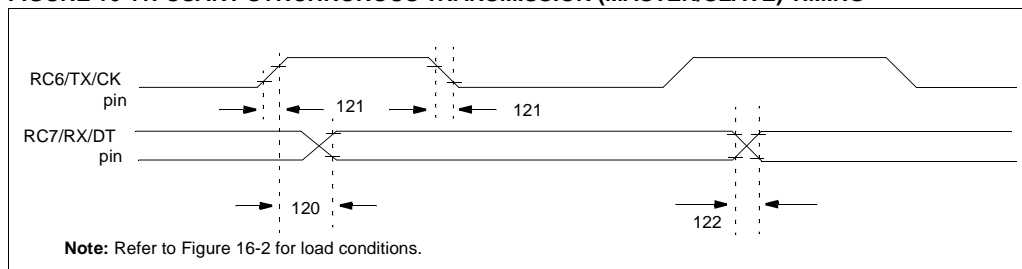 RC6/TX/CK
pin
121
121
RC7/RX/DT
pin
120
122
Note: Refer to Figure 16-2 for load conditions.